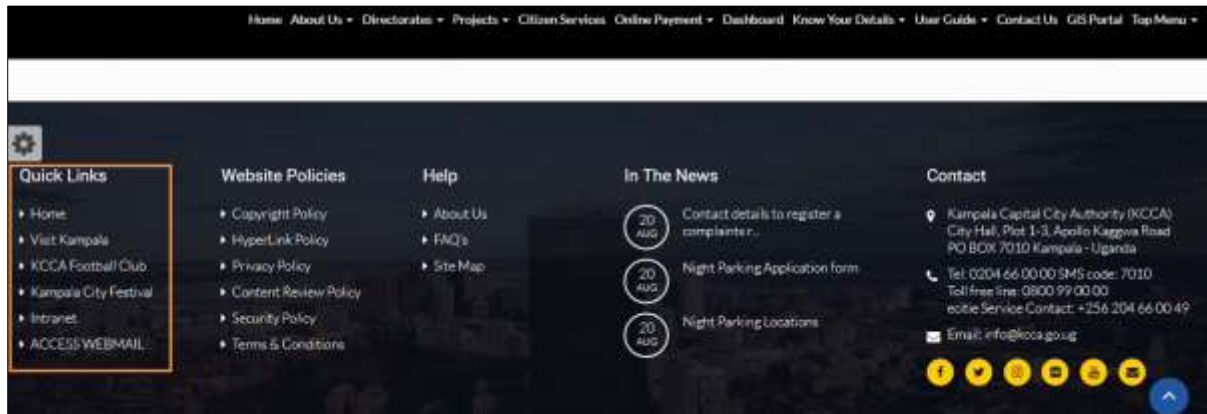 Home About Us Directorates Projects Citizen Services Online Payment Dashboard Know Your Details User Guide Contact Us GIS Portal Top Menu
Quick Links
Home
Visit Kampala
KCCA Football Club
Kampala City Festival
Intranet
ACCESS WEBMAIL
Website Policies
Copyright Policy
HyperLink Policy
Privacy Policy
Content Review Policy
Security Policy
Terms & Conditions
Help
About Us
FAQ's
Site Map
In The News
20
AUG
Contact details to register a
complaints r...
20
AUG
Night Parking Application form
20
AUG
Night Parking Locations
Contact
Kampala Capital City Authority (KCCA)
City Hall, Plot 1-3, Apollo Kaggwa Road
PO BOX 7010 Kampala - Uganda
Tel: 0204 66 00 00 SMS code: 7010
Toll free line: 0800 99 00 00
ecitie Service Contact: +256 204 66 00 49
Email: info@kcca.go.ug